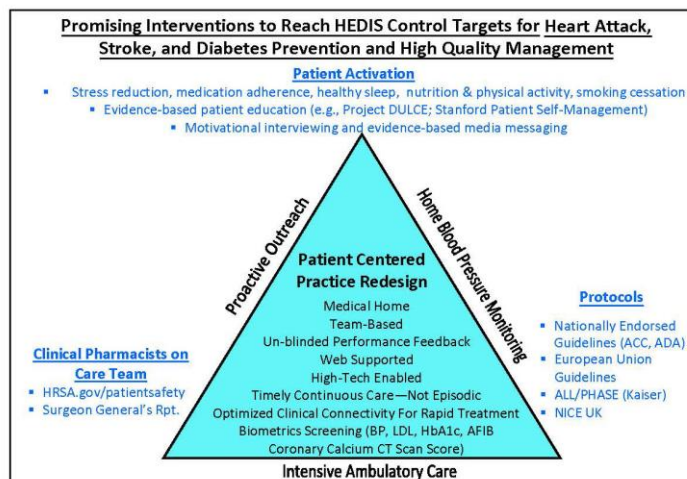 Promising Interventions to Reach HEDIS Control Targets for Heart Attack,
Stroke, and Diabetes Prevention and High Quality Management
Patient Activation
▪ Stress reduction, medication adherence, healthy sleep, nutrition & physical activity, smoking cessation
▪ Evidence-based patient education (e.g., Project DULCE; Stanford Patient Self-Management)
▪ Motivational interviewing and evidence-based media messaging
Proactive Outreach
Home Blood Pressure Monitoring
Patient Centered
Practice Redesign
Medical Home
Team-Based
Un-blinded Performance Feedback
Web Supported
High-Tech Enabled
Timely Continuous Care—Not Episodic
Optimized Clinical Connectivity For Rapid Treatment
Biometrics Screening (BP, LDL, HbA1c, AFIB
Coronary Calcium CT Scan Score)
Clinical Pharmacists on
Care Team
▪ HRSA.gov/patientsafety
▪ Surgeon General's Rpt.
Protocols
▪ Nationally Endorsed
Guidelines (ACC, ADA)
▪ European Union
Guidelines
▪ ALL/PHASE (Kaiser)
▪ NICE UK
Intensive Ambulatory Care